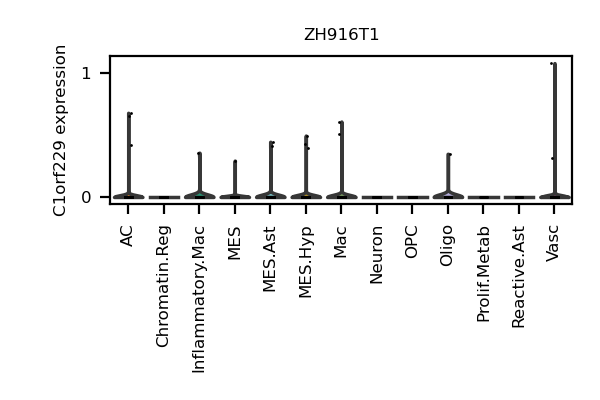 ZH916T1
C1orf229 expression
1
0
AC
Chromatin.Reg
Inflammatory.Mac
MES
MES.Ast
MES.Hyp
Mac
Neuron
OPC
Oligo
Prolif.Metab
Reactive.Ast
Vasc